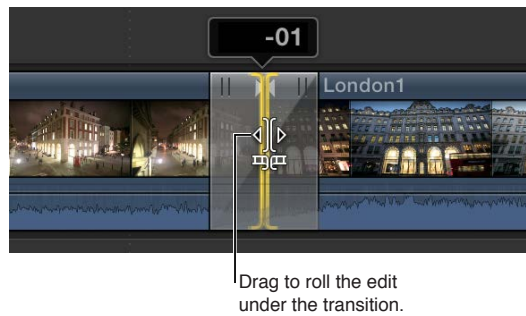 -01
London1
Drag to roll the edit
under the transition.